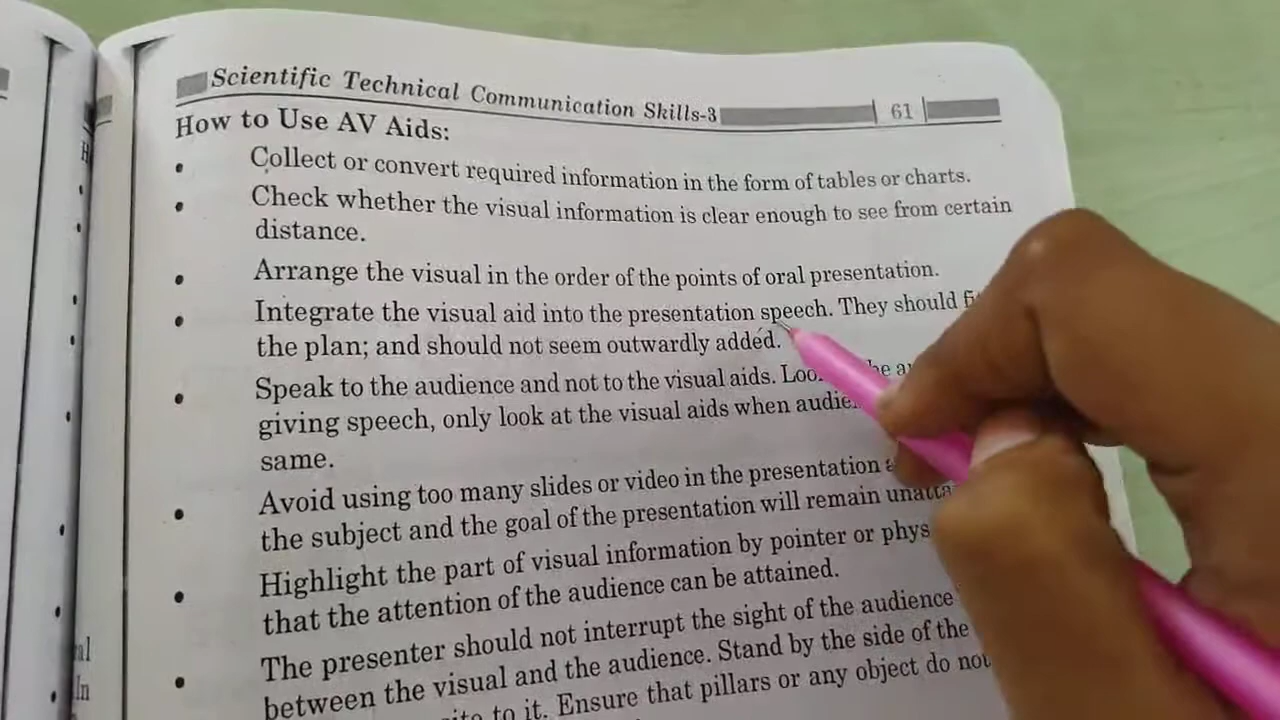 Scientific Technical Communication Skills-3 61
How to Use AV Aids:
• Collect or convert required information in the form of tables or charts.
• Check whether the visual information is clear enough to see from certain
distance.
• Arrange the visual in the order of the points of oral presentation.
• Integrate the visual aid into the presentation speech. They should
the plan; and should not seem outwardly added.
• Speak to the audience and not to the visual aids.
giving speech, only look at the visual aids when
same.
• Avoid using too many slides or video in the presentation
the subject and the goal of the presentation will remain
• Highlight the part of visual information by pointer or
that the attention of the audience can be attained.
• The presenter should not interrupt the sight of the audience
between the visual and the audience. Stand by the side of the
to it. Ensure that pillars or any object do not